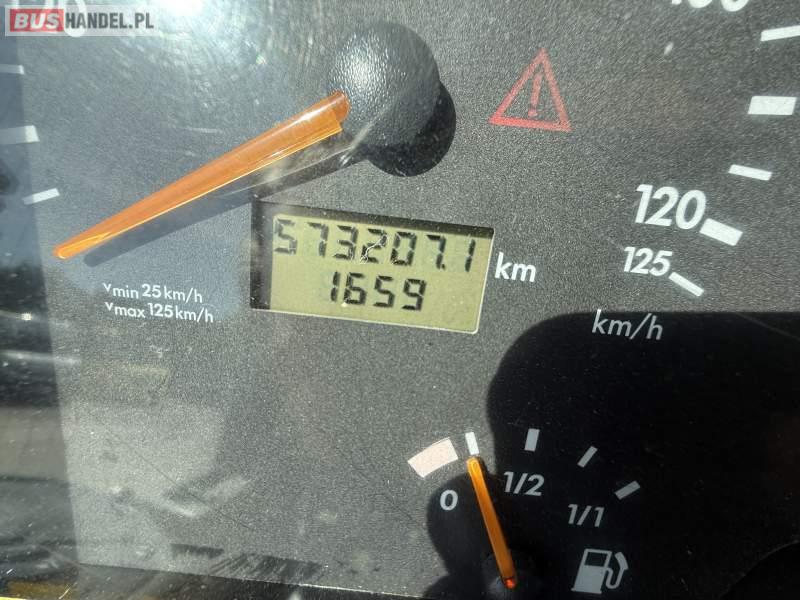 BUSHANDEL.PL
120
125
km/h
573207.1
km
1659
vmin 25 km/h
vmax 125 km/h
0
1/2
1/1